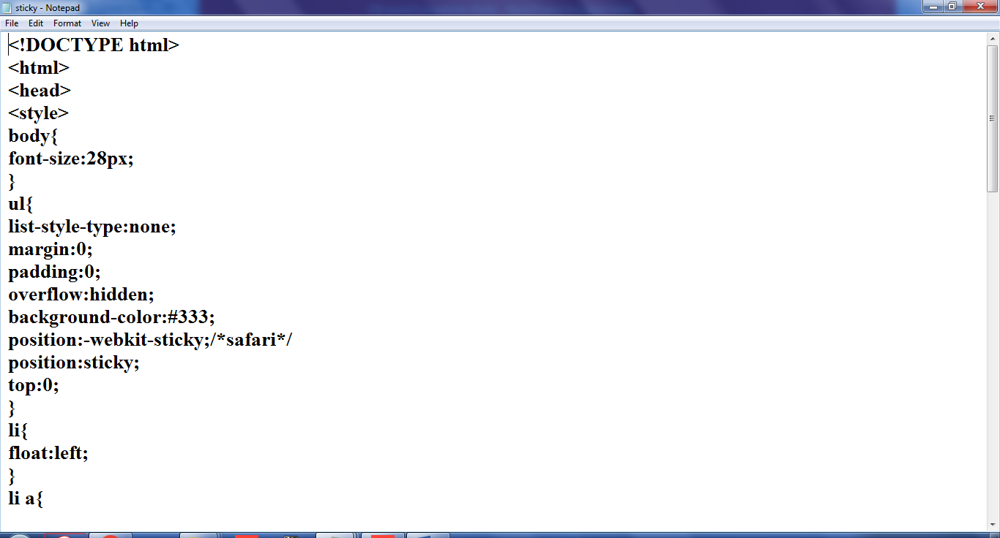 sticky - Notepad
File Edit Format View Help
<!DOCTYPE html>
<html>
<head>
<style>
body{
font-size:28px;
}
ul{
list-style-type:none;
margin:0;
padding:0;
overflow:hidden;
background-color:#333;
position:-webkit-sticky;/*safari*/
position:sticky;
top:0;
}
li{
float:left;
}
li a{